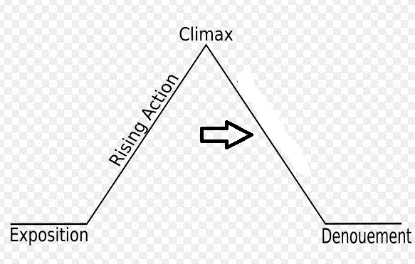 Climax
Rising Action
Exposition
Denouement